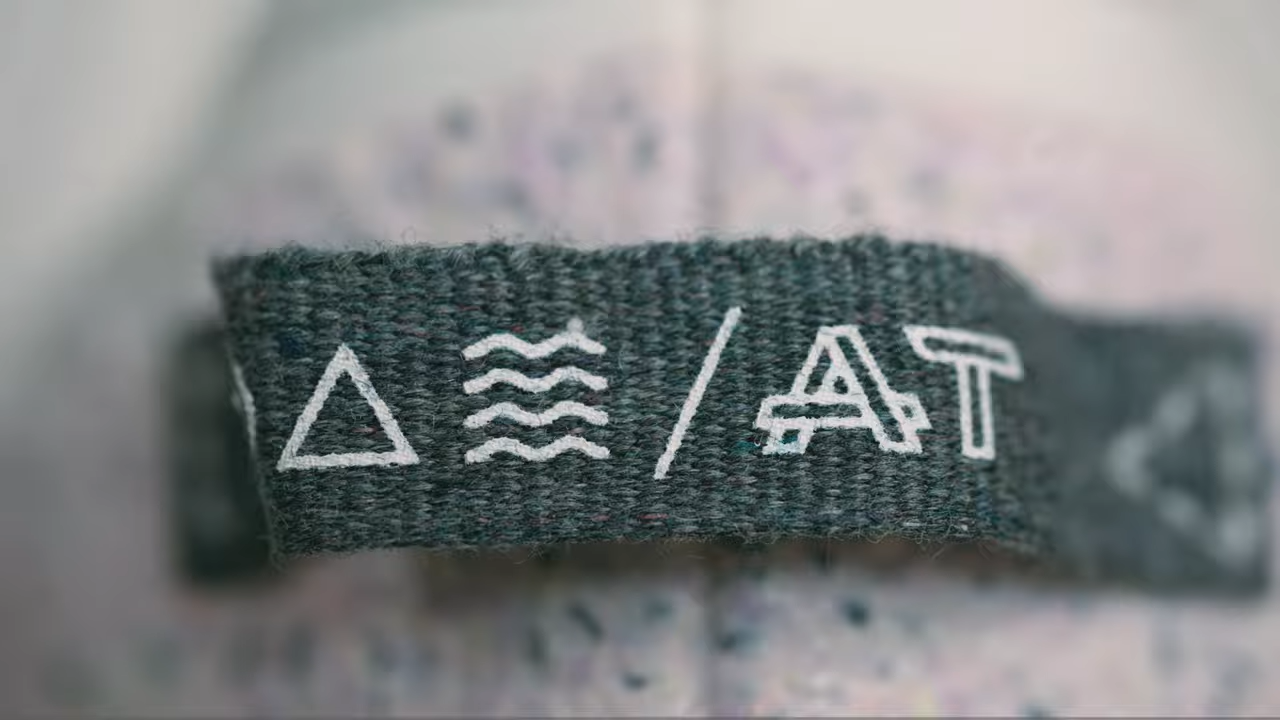 △ ≋ / AT